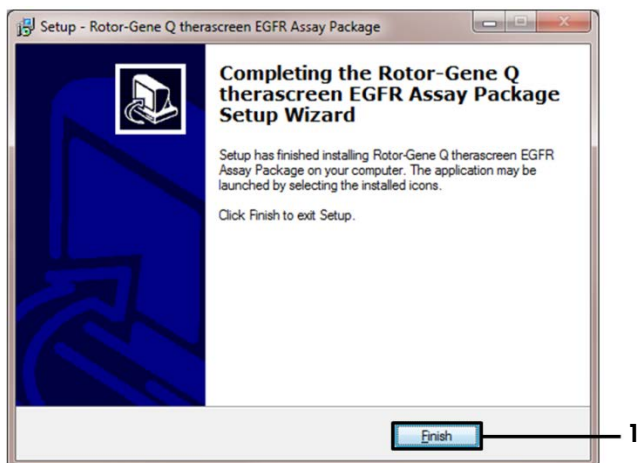 Setup - Rotor-Gene Q therascreen EGFR Assay Package
Completing the Rotor-Gene Q
therascreen EGFR Assay Package
Setup Wizard
Setup has finished installing Rotor-Gene Q therascreen EGFR
Assay Package on your computer. The application may be
launched by selecting the installed icons.
Click Finish to exit Setup.
Finish
1